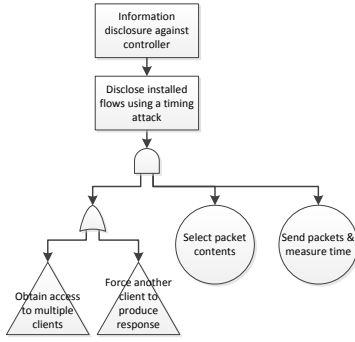 Information
disclosure against
controller
Disclose installed
flows using a timing
attack
Select packet
contents
Send packets &
measure time
Obtain access
to multiple
clients
Force another
client to
produce
response